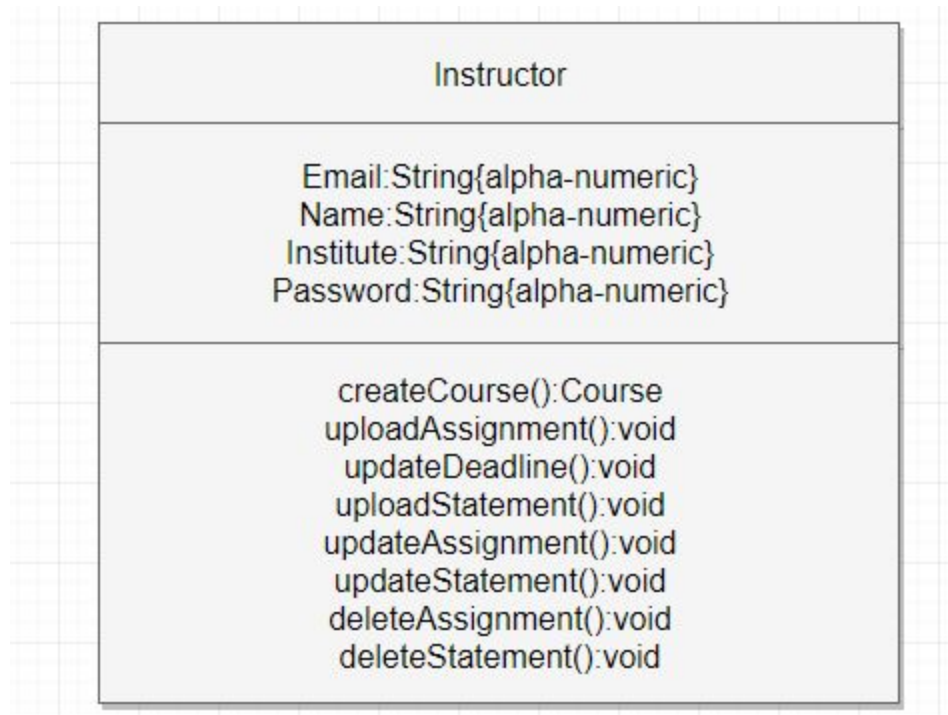 Instructor
Email:String{alpha-numeric}
Name:String{alpha-numeric}
Institute:String{alpha-numeric}
Password:String{alpha-numeric}
createCourse():Course
uploadAssignment():void
updateDeadline():void
uploadStatement():void
updateAssignment():void
updateStatement():void
deleteAssignment():void
deleteStatement():void